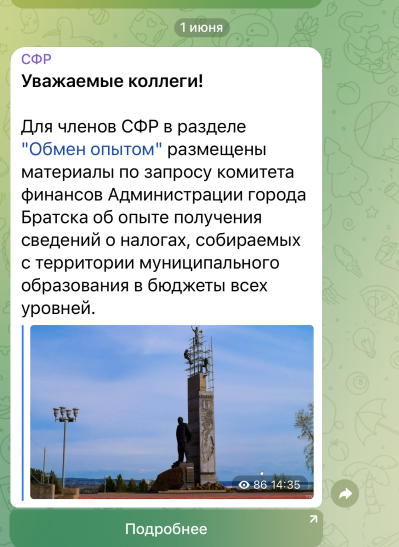 1 июня
СФР
Уважаемые коллеги!
Для членов СФР в разделе
"Обмен опытом" размещены
материалы по запросу комитета
финансов Администрации города
Братска об опыте получения
сведений о налогах, собираемых
с территории муниципального
образования в бюджеты всех
уровней.
86 14:35
Подробнее